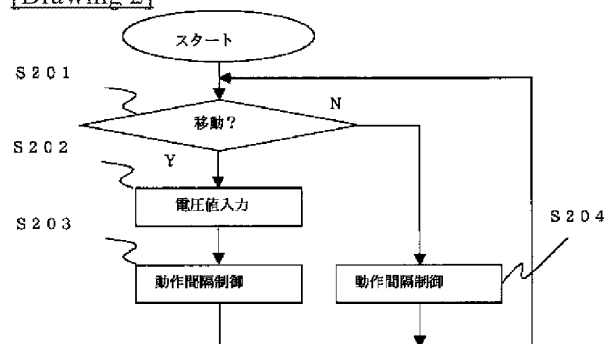 [Drawing 2]
スタート
Ｓ２０１
Ｎ
移動？
Ｓ２０２
Ｙ
電圧値入力
Ｓ２０３
Ｓ２０４
動作間隔制御
動作間隔制御